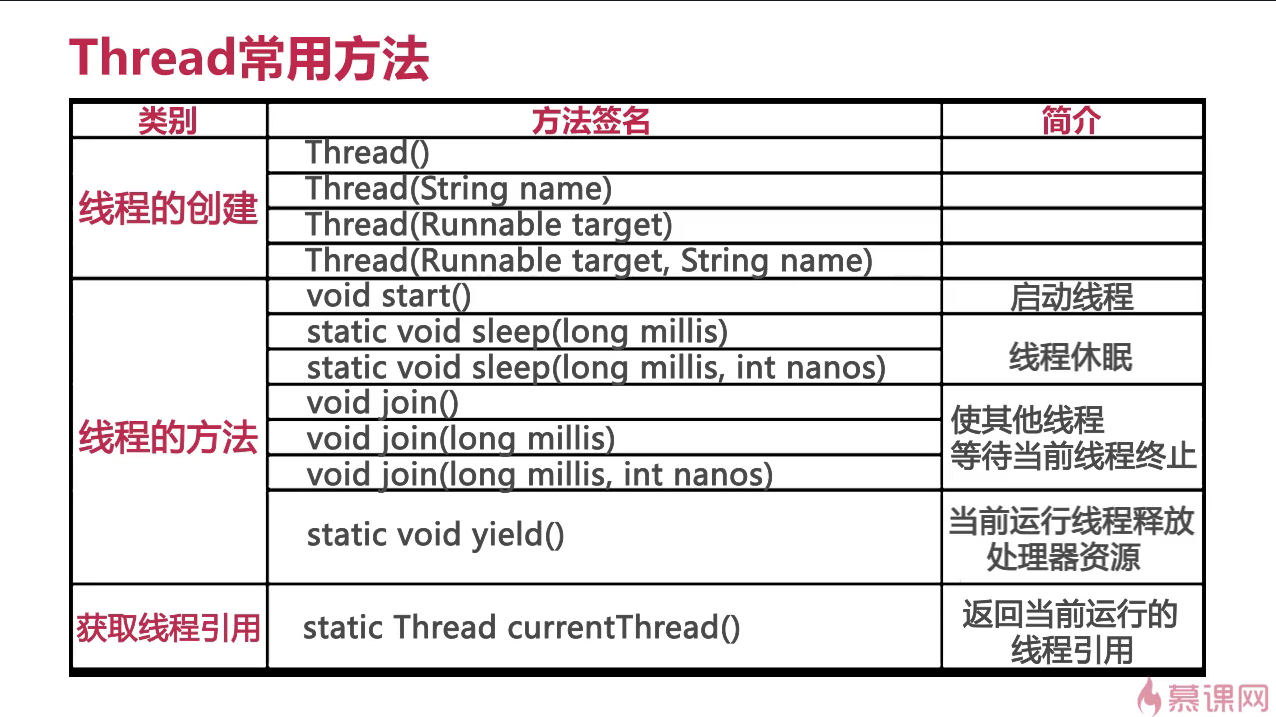 Thread常用方法
类别 方法签名 简介
线程的创建
Thread()
Thread(String name)
Thread(Runnable target)
Thread(Runnable target, String name)
线程的方法
void start()
启动线程
static void sleep(long millis)
static void sleep(long millis, int nanos)
线程休眠
void join()
void join(long millis)
void join(long millis, int nanos)
使其他线程
等待当前线程终止
static void yield()
当前运行线程释放
处理器资源
获取线程引用
static Thread currentThread()
返回当前运行的
线程引用
慕课网